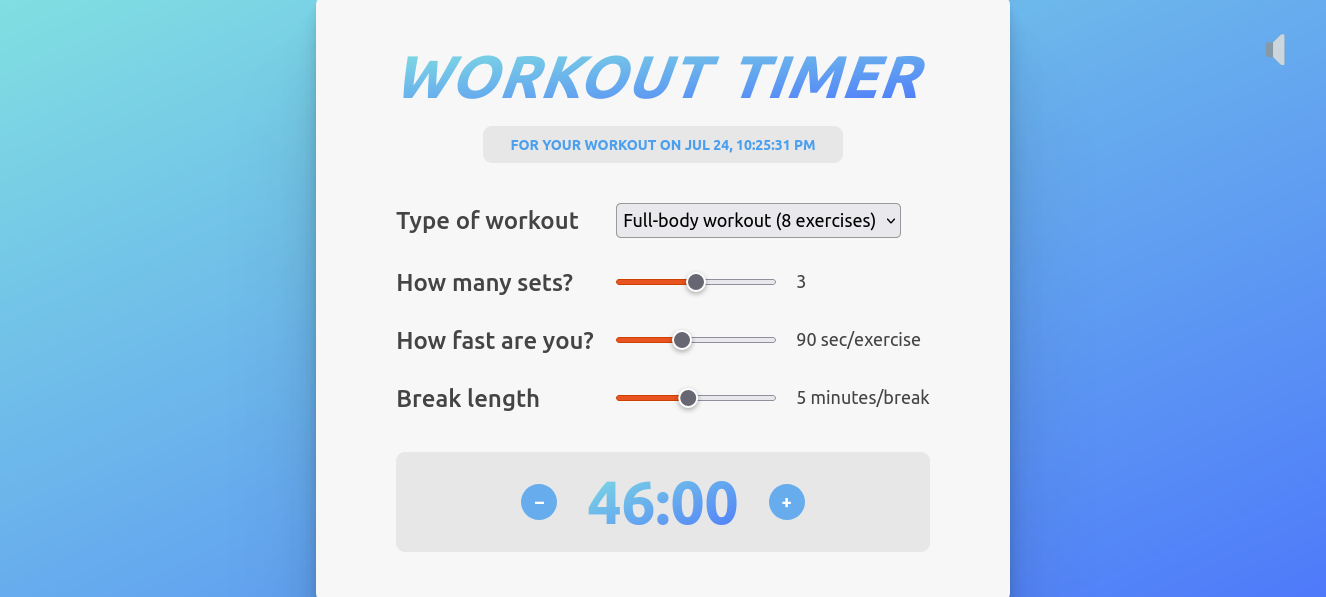 WORKOUT TIMER
FOR YOUR WORKOUT ON JUL 24, 10:25:31 PM
Type of workout Full-body workout (8 exercises)
How many sets? 3
How fast are you? 90 sec/exercise
Break length 5 minutes/break
– 46:00 +